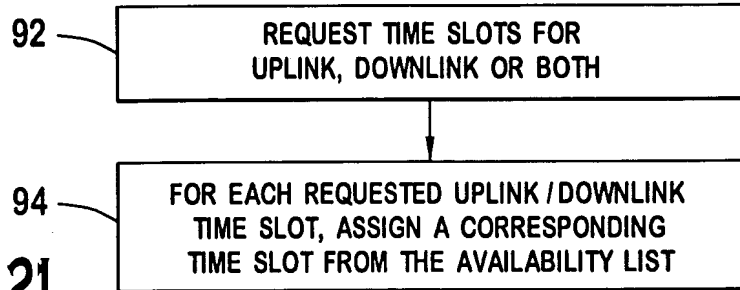 92
REQUEST TIME SLOTS FOR
UPLINK, DOWNLINK OR BOTH
94
FOR EACH REQUESTED UPLINK / DOWNLINK
TIME SLOT, ASSIGN A CORRESPONDING
TIME SLOT FROM THE AVAILABILITY LIST
21